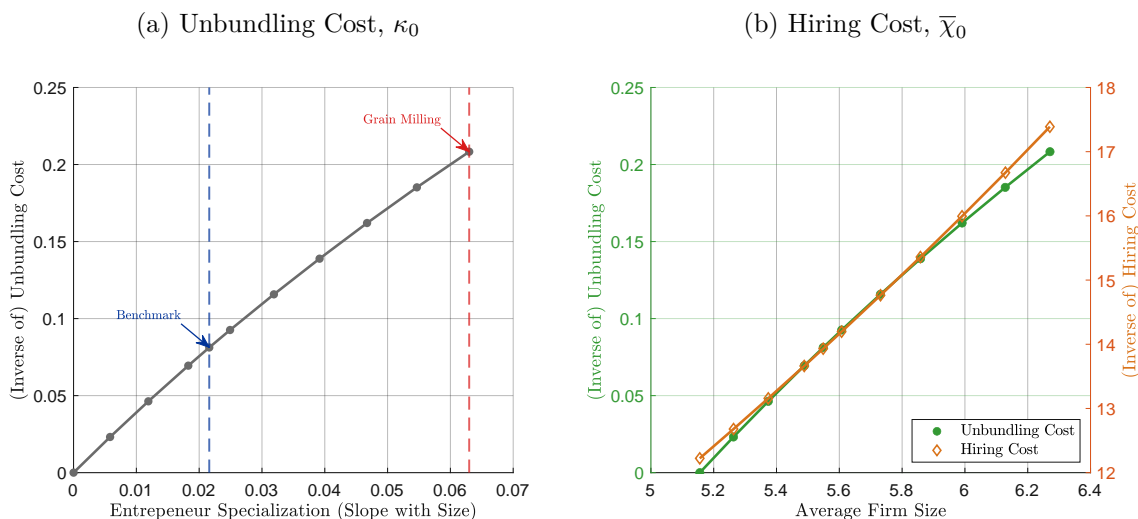 (a) Unbundling Cost, κ₀
(Inverse of) Unbundling Cost
0.25
0.2
0.15
0.1
0.05
0
Grain Milling
Benchmark
0 0.01 0.02 0.03 0.04 0.05 0.06 0.07
Entrepeneur Specialization (Slope with Size)
(b) Hiring Cost, χ̅₀
(Inverse of) Unbundling Cost
0.25
0.2
0.15
0.1
0.05
0
18
17
16
15
14
13
12
(Inverse of) Hiring Cost
Unbundling Cost
Hiring Cost
5 5.2 5.4 5.6 5.8 6 6.2 6.4
Average Firm Size